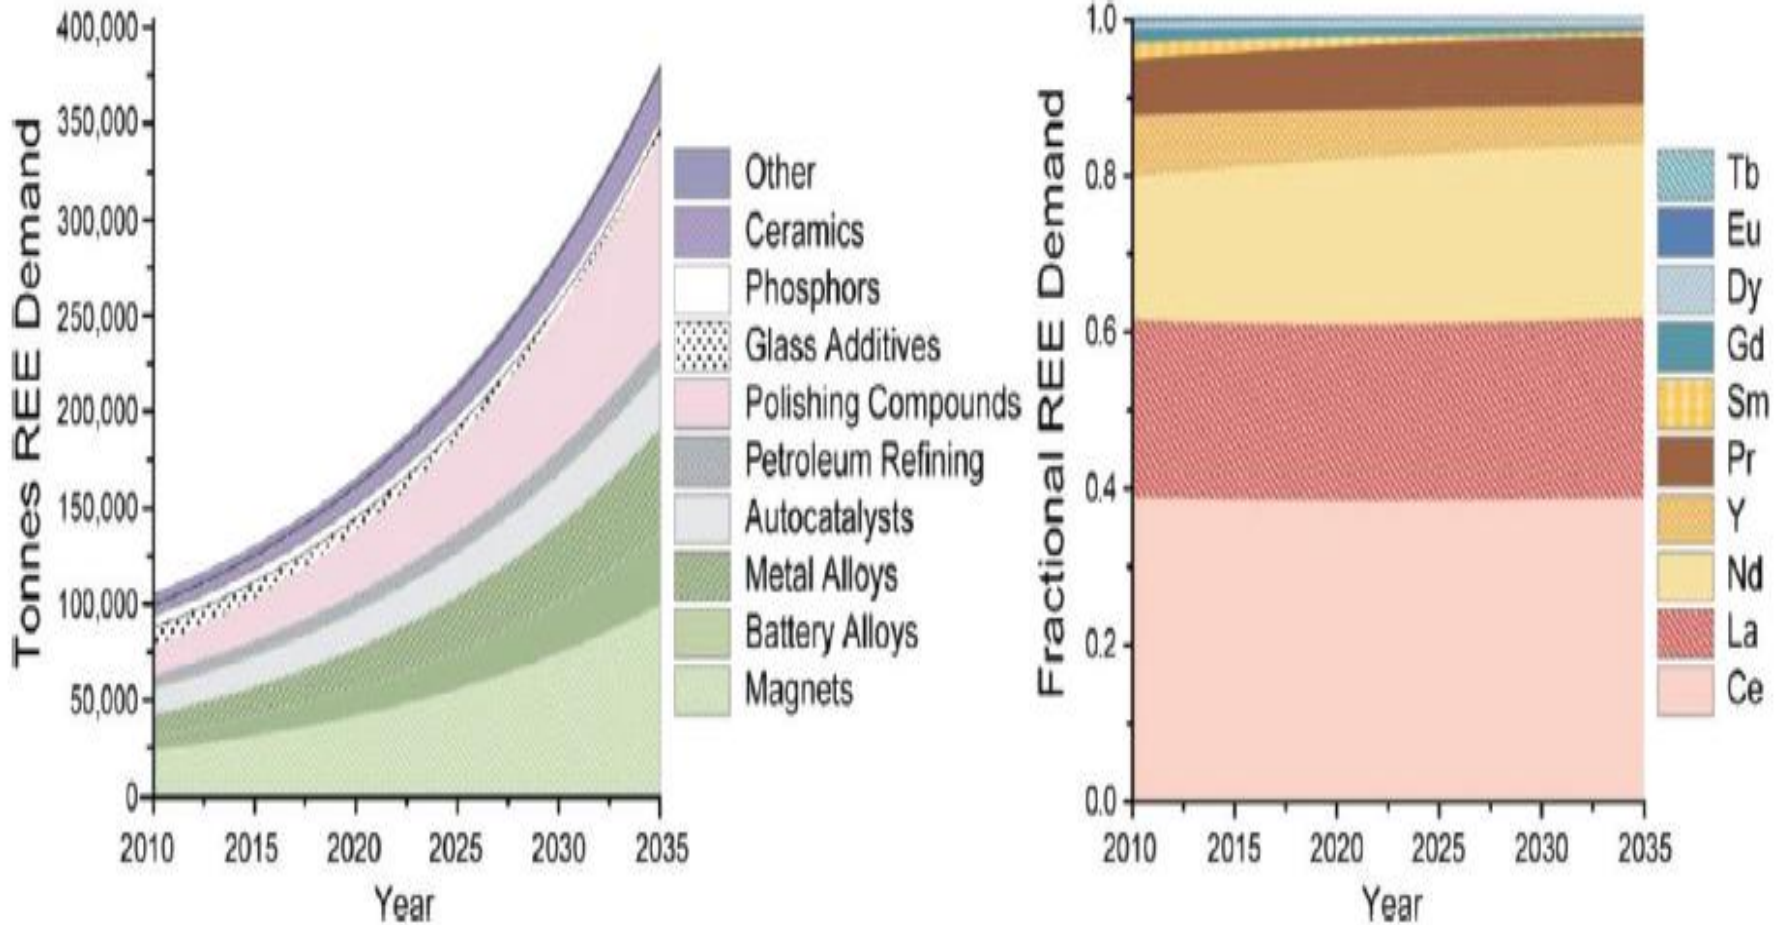 Tonnes REE Demand
400,000
350,000
300,000
250,000
200,000
150,000
100,000
50,000
0
2010 2015 2020 2025 2030 2035
Year
Other
Ceramics
Phosphors
Glass Additives
Polishing Compounds
Petroleum Refining
Autocatalysts
Metal Alloys
Battery Alloys
Magnets
Fractional REE Demand
1.0
0.8
0.6
0.4
0.2
0.0
2010 2015 2020 2025 2030 2035
Year
Tb
Eu
Dy
Gd
Sm
Pr
Y
Nd
La
Ce